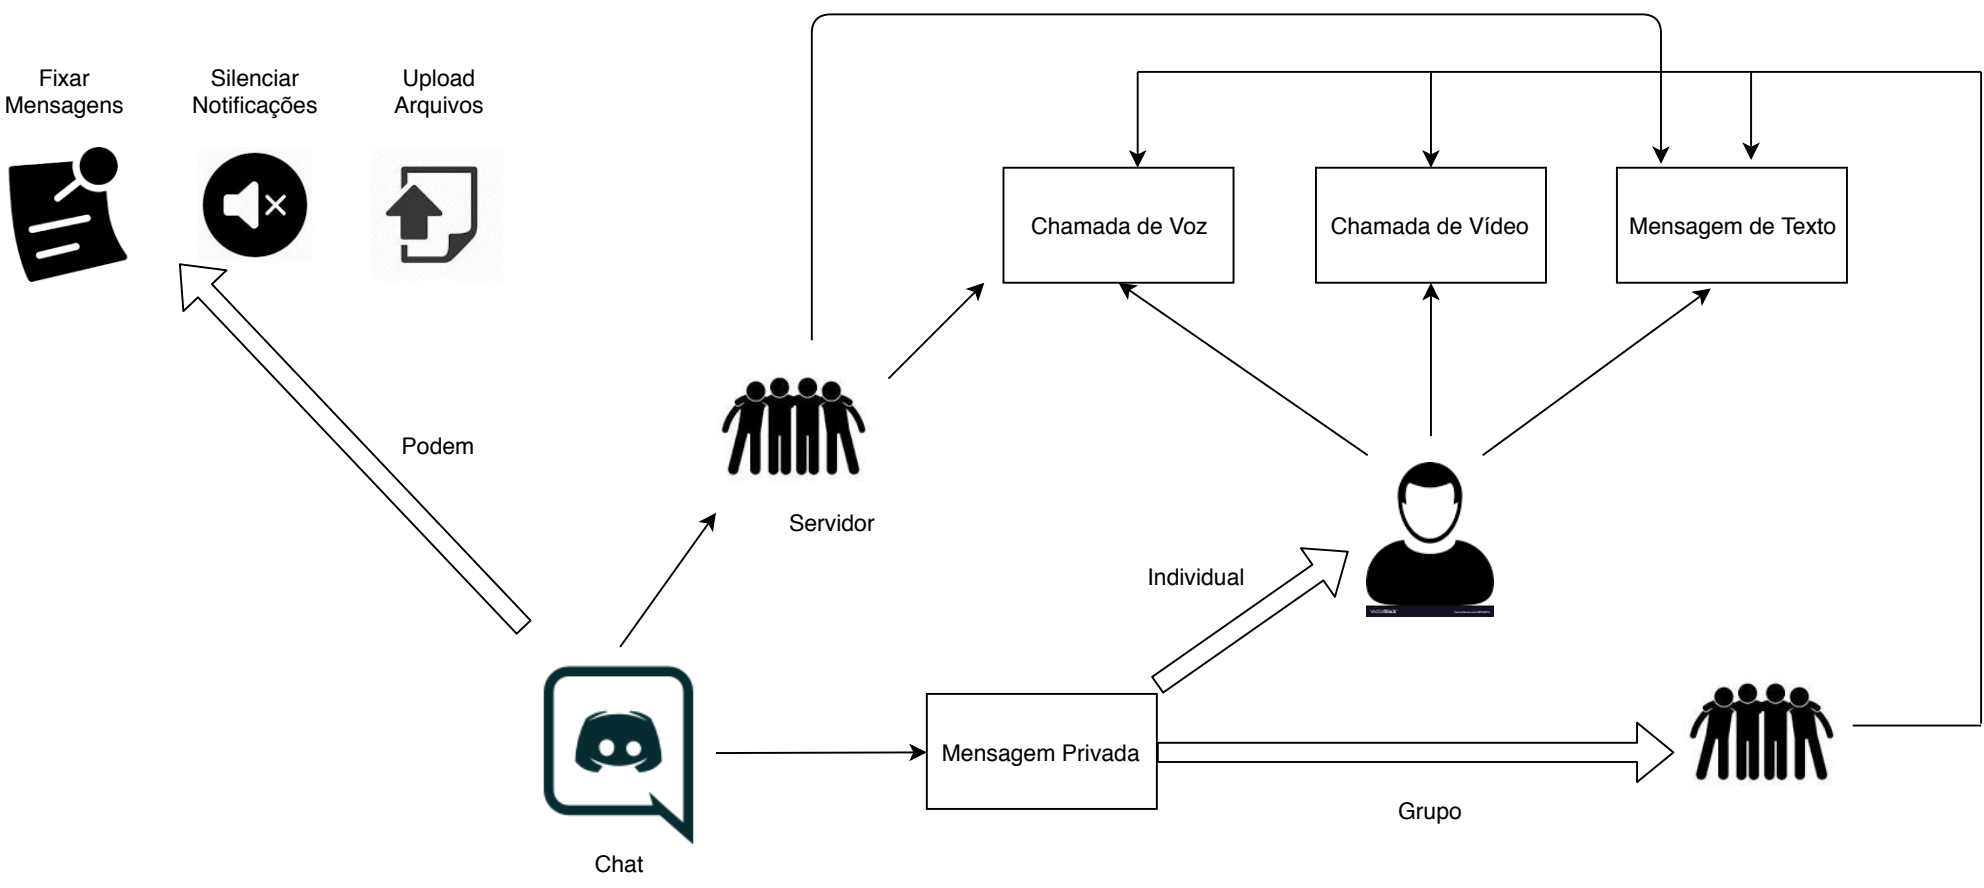 Fixar
Mensagens
Silenciar
Notificações
Upload
Arquivos
Chamada de Voz
Chamada de Vídeo
Mensagem de Texto
Podem
Servidor
Individual
Mensagem Privada
Grupo
Chat